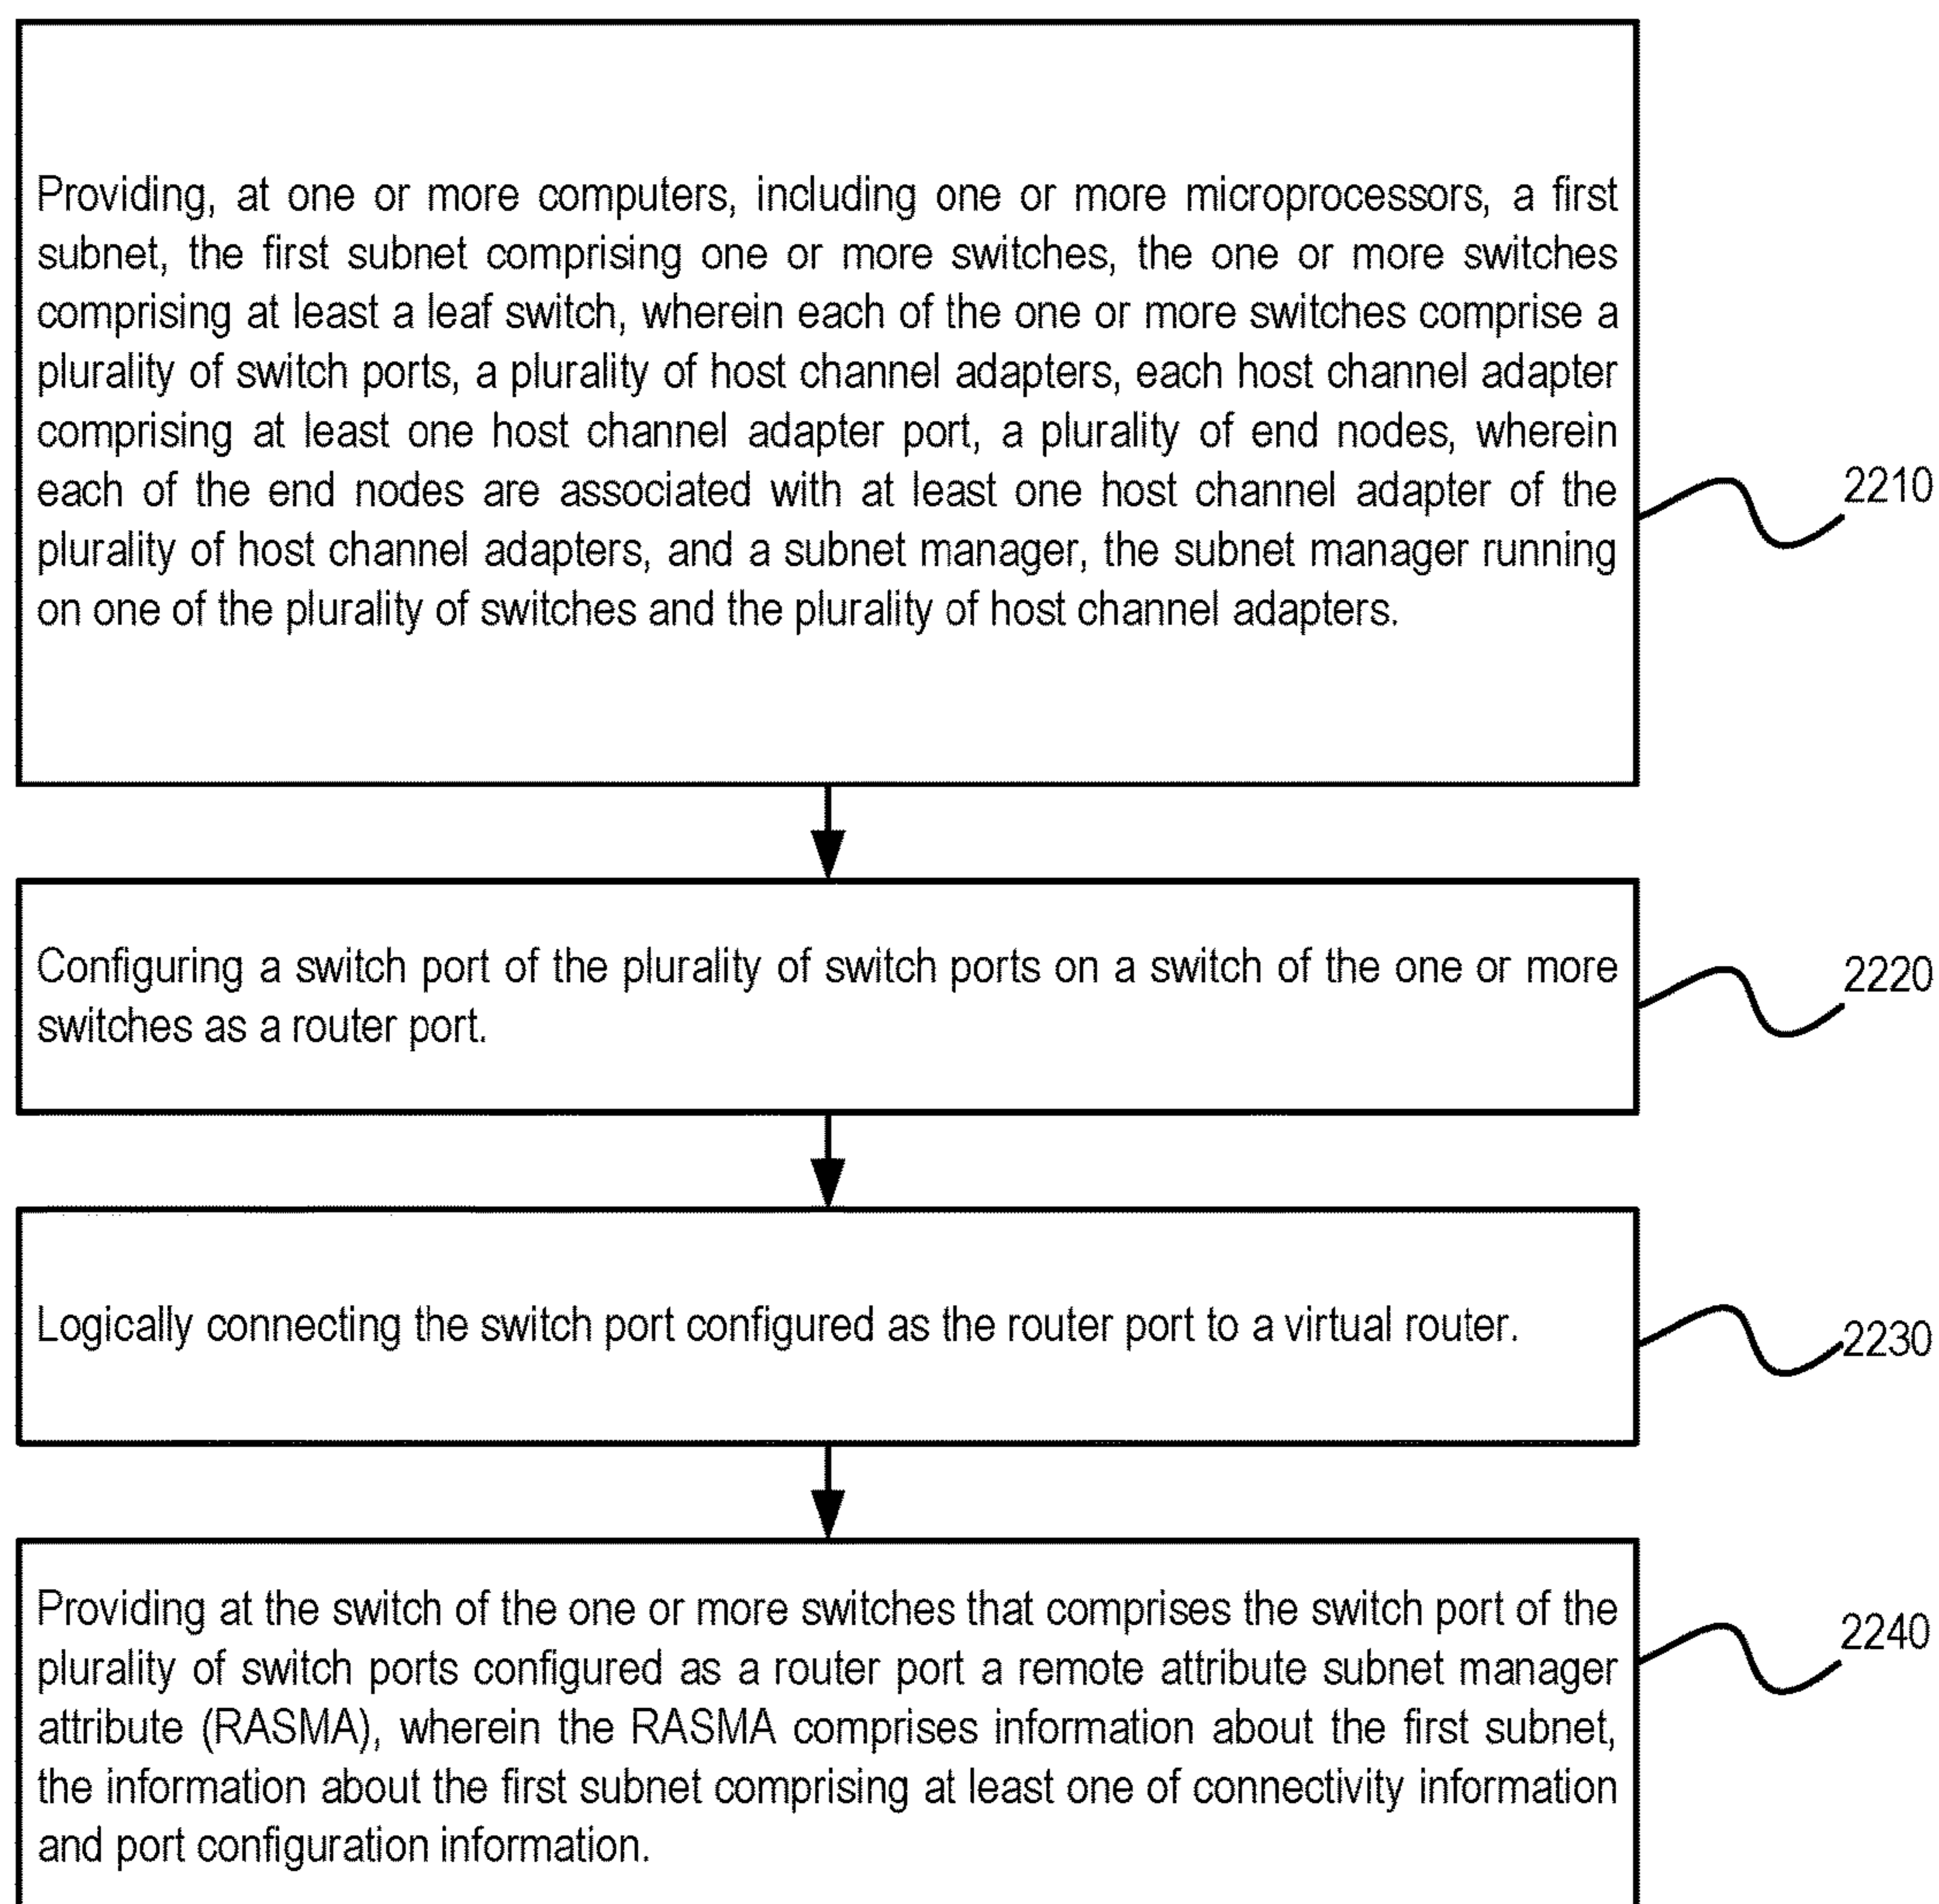 Providing, at one or more computers, including one or more microprocessors, a first
subnet, the first subnet comprising one or more switches, the one or more switches
comprising at least a leaf switch, wherein each of the one or more switches comprise a
plurality of switch ports, a plurality of host channel adapters, each host channel adapter
comprising at least one host channel adapter port, a plurality of end nodes, wherein
each of the end nodes are associated with at least one host channel adapter of the
plurality of host channel adapters, and a subnet manager, the subnet manager running
on one of the plurality of switches and the plurality of host channel adapters.
2210
Configuring a switch port of the plurality of switch ports on a switch of the one or more
switches as a router port.
2220
Logically connecting the switch port configured as the router port to a virtual router.
2230
Providing at the switch of the one or more switches that comprises the switch port of the
plurality of switch ports configured as a router port a remote attribute subnet manager
attribute (RASMA), wherein the RASMA comprises information about the first subnet,
the information about the first subnet comprising at least one of connectivity information
and port configuration information.
2240